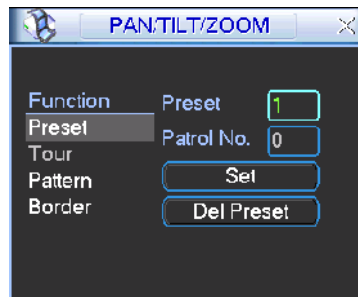 PAN/TILT/ZOOM
Function
Preset
Tour
Pattern
Border
Preset 1
Patrol No. 0
Set
Del Preset